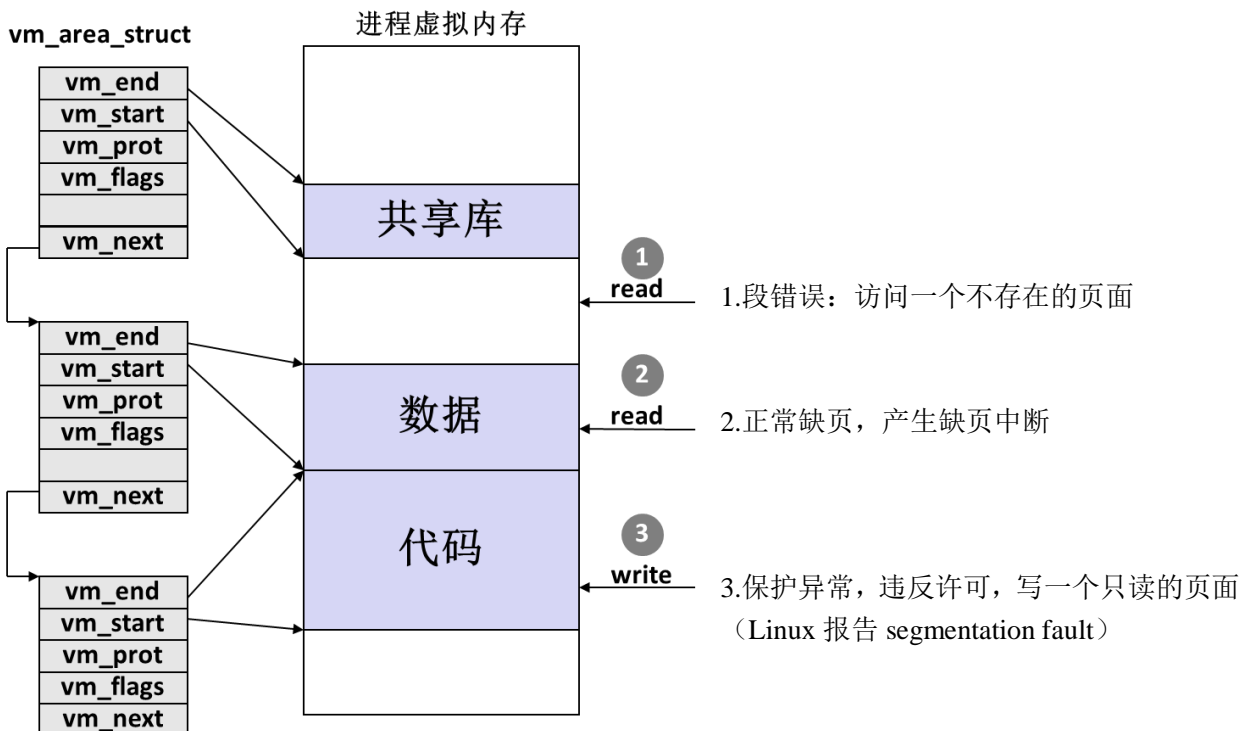 vm_area_struct
进程虚拟内存
vm_end
vm_start
vm_prot
vm_flags
vm_next
共享库
1
read
1.段错误：访问一个不存在的页面
vm_end
vm_start
vm_prot
vm_flags
vm_next
数据
2
read
2.正常缺页，产生缺页中断
代码
3
write
3.保护异常，违反许可，写一个只读的页面
（Linux 报告 segmentation fault）
vm_end
vm_start
vm_prot
vm_flags
vm_next